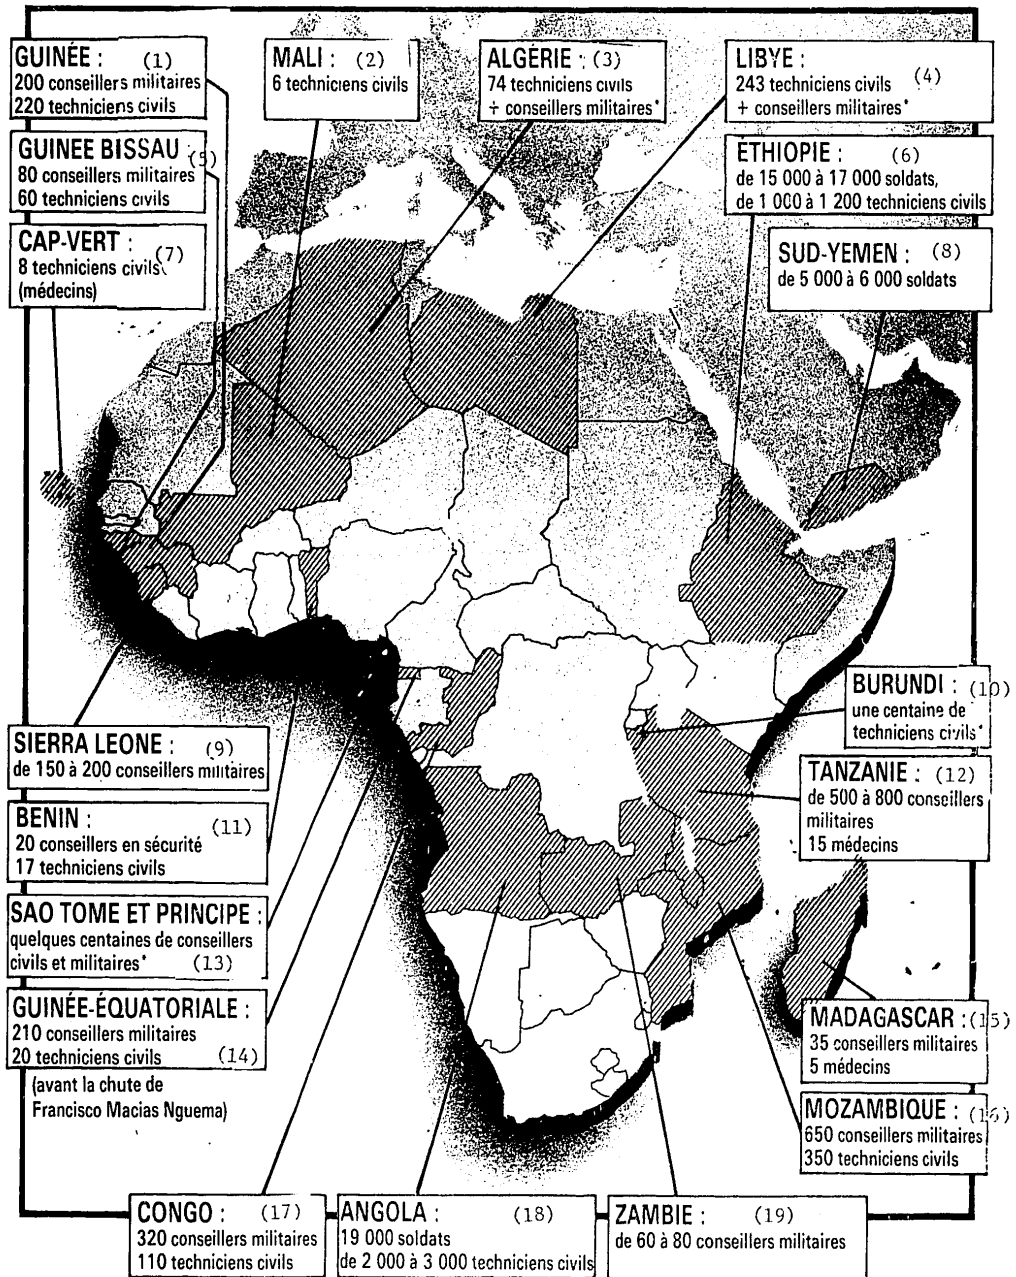 GUINÉE : (1)
200 conseillers militaires
220 techniciens civils
MALI : (2)
6 techniciens civils
ALGÉRIE : (3)
74 techniciens civils
+ conseillers militaires*
LIBYE : (4)
243 techniciens civils
+ conseillers militaires*
GUINEE BISSAU : (5)
80 conseillers militaires
60 techniciens civils
ÉTHIOPIE : (6)
de 15 000 à 17 000 soldats,
de 1 000 à 1 200 techniciens civils
CAP-VERT : (7)
8 techniciens civils
(médecins)
SUD-YEMEN : (8)
de 5 000 à 6 000 soldats
SIERRA LEONE : (9)
de 150 à 200 conseillers militaires
BURUNDI : (10)
une centaine de
techniciens civils*
BENIN : (11)
20 conseillers en sécurité
17 techniciens civils
TANZANIE : (12)
de 500 à 800 conseillers
militaires
15 médecins
SAO TOME ET PRINCIPE :
quelques centaines de conseillers
civils et militaires* (13)
GUINÉE-ÉQUATORIALE :
210 conseillers militaires
20 techniciens civils (14)
(avant la chute de
Francisco Macias Nguema)
MADAGASCAR : (15)
35 conseillers militaires
5 médecins
MOZAMBIQUE : (16)
650 conseillers militaires
350 techniciens civils
CONGO : (17)
320 conseillers militaires
110 techniciens civils
ANGOLA : (18)
19 000 soldats
de 2 000 à 3 000 techniciens civils
ZAMBIE : (19)
de 60 à 80 conseillers militaires